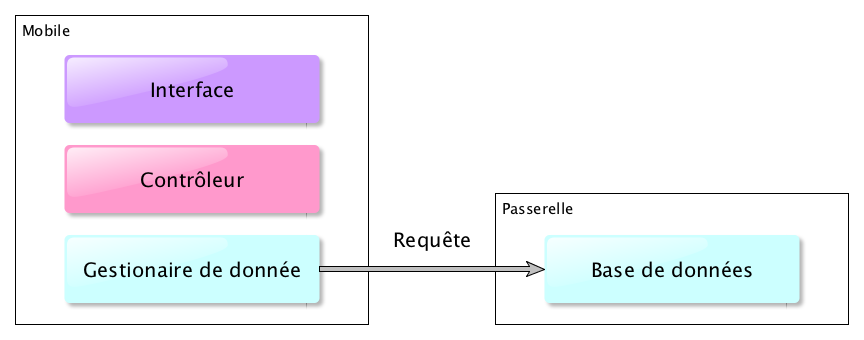 Mobile
Interface
Contrôleur
Gestionaire de donnée
Requête
Passerelle
Base de données